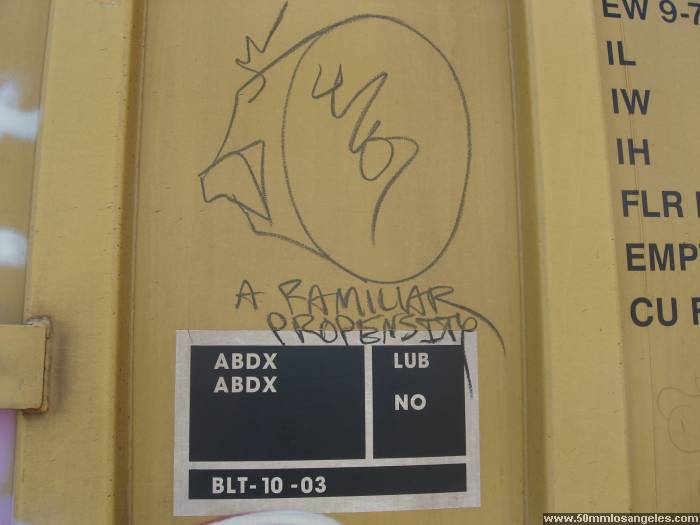 EW 9-7
IL
IW
IH
FLR
EMP
CU
A FAMILIAR
PROPENSITY
ABDX
ABDX
LUB
NO
BLT-10-03
www.50mmlosangeles.com